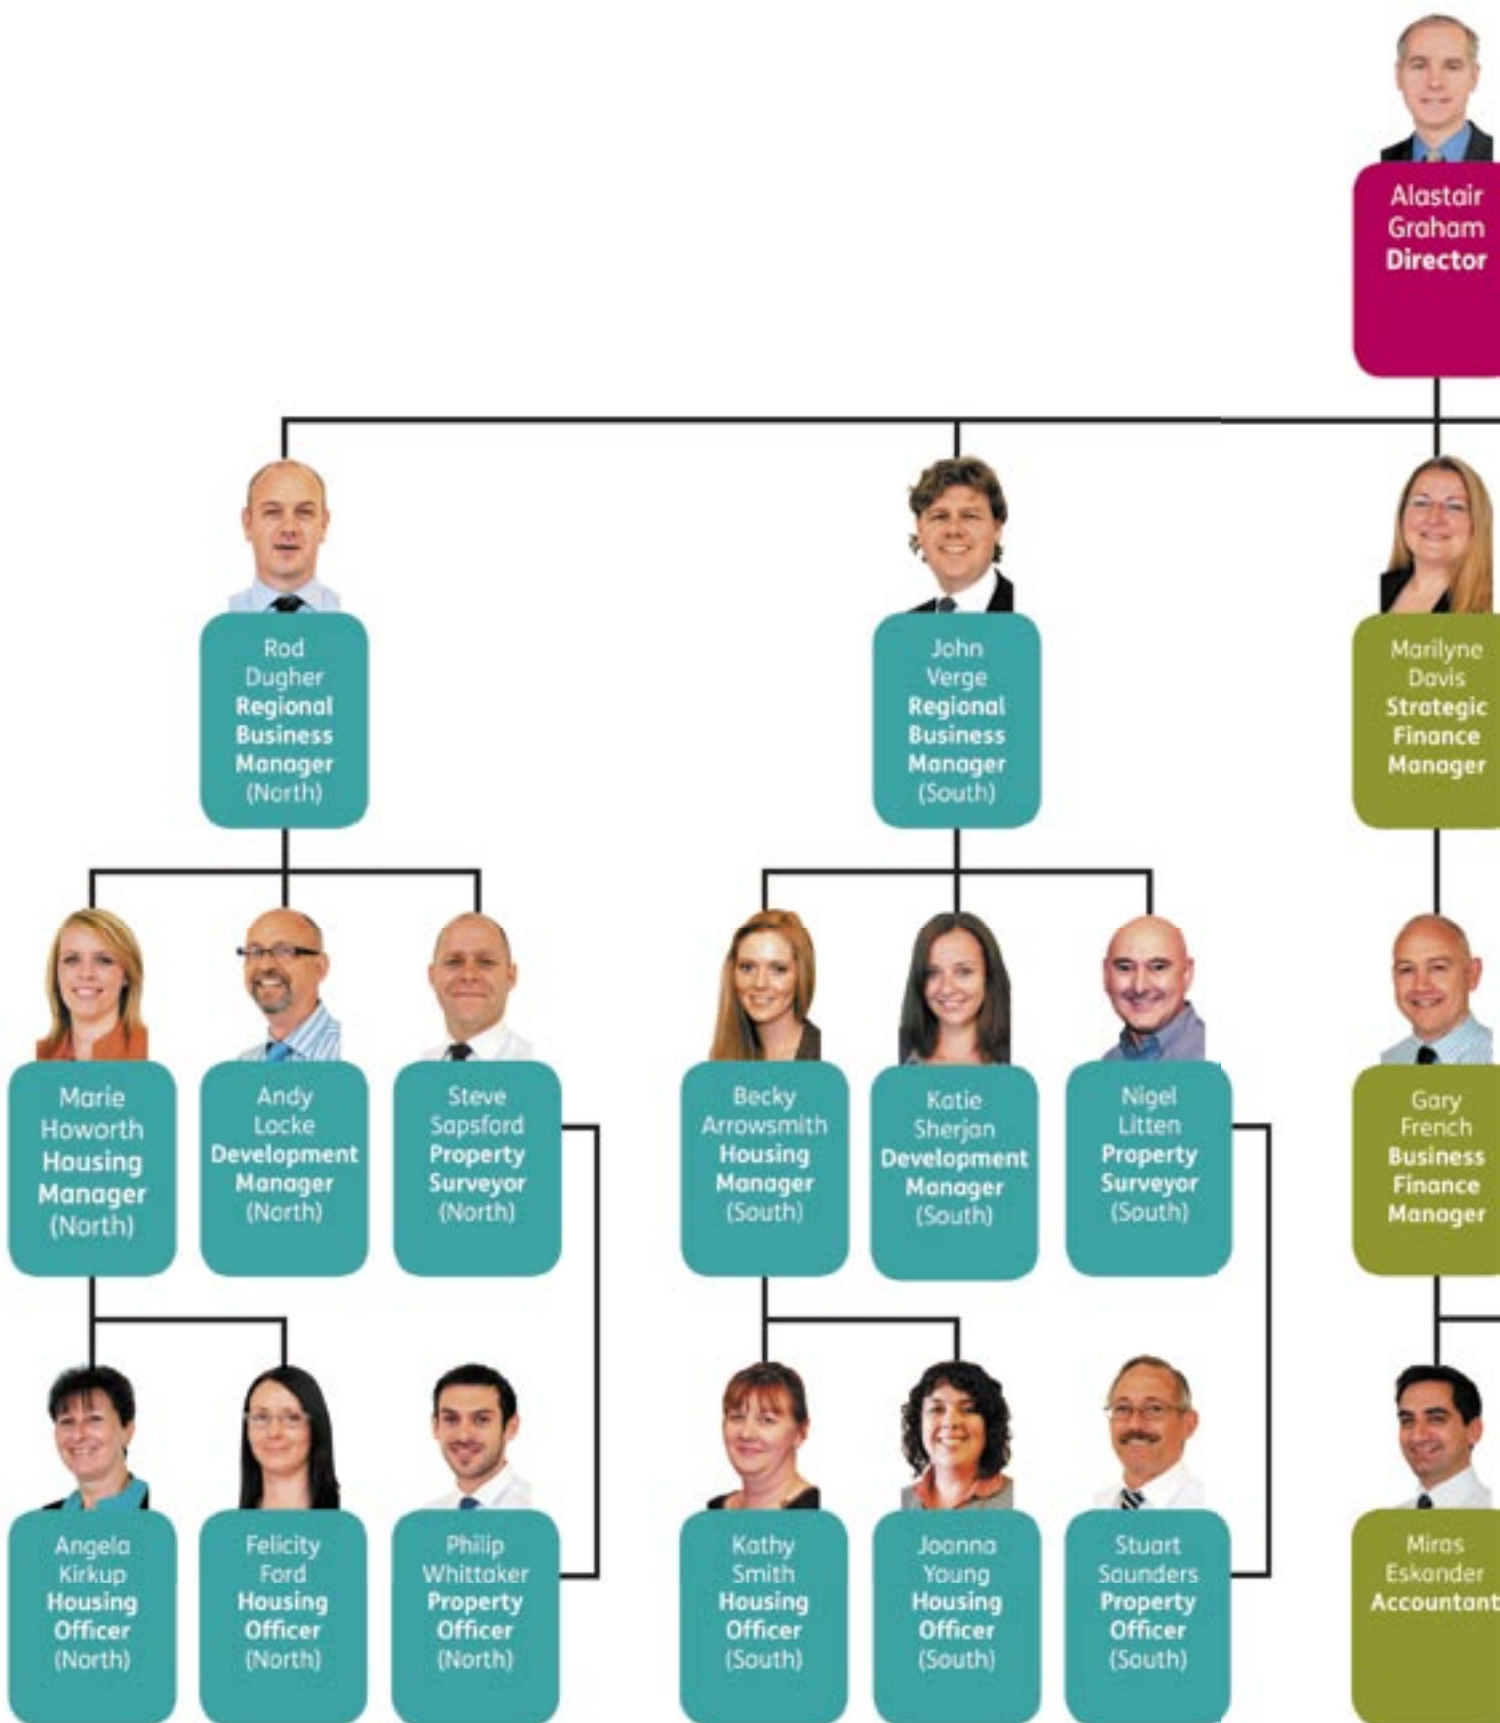 Alastair
Graham
Director
Rod
Dugher
Regional
Business
Manager
(North)
John
Verge
Regional
Business
Manager
(South)
Marilyne
Davis
Strategic
Finance
Manager
Marie
Howorth
Housing
Manager
(North)
Andy
Locke
Development
Manager
(North)
Steve
Sapsford
Property
Surveyor
(North)
Becky
Arrowsmith
Housing
Manager
(South)
Katie
Sherjan
Development
Manager
(South)
Nigel
Litten
Property
Surveyor
(South)
Gary
French
Business
Finance
Manager
Angela
Kirkup
Housing
Officer
(North)
Felicity
Ford
Housing
Officer
(North)
Philip
Whittaker
Property
Officer
(North)
Kathy
Smith
Housing
Officer
(South)
Joanna
Young
Housing
Officer
(South)
Stuart
Saunders
Property
Officer
(South)
Miras
Eskander
Accountant